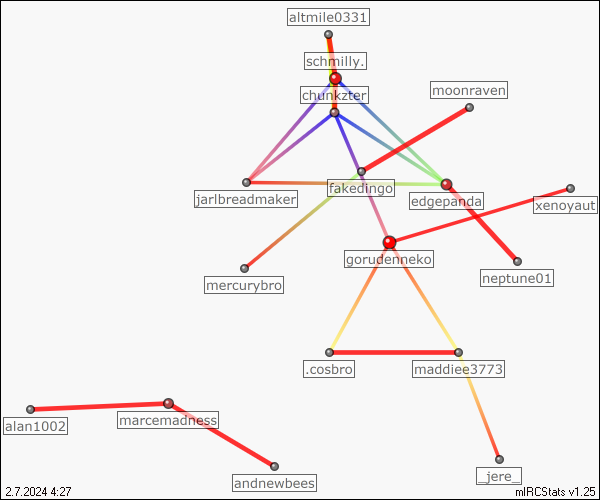 altmile0331
schmilly.
chunkzter
moonraven
fakedingo
jarlbreadmaker
edgepanda
xenoyaut
gorudenneko
mercurybro
neptune01
.cosbro
maddiee3773
alan1002
marcemadness
andnewbees
_jere_
2.7.2024 4:27
mIRCStats v1.25